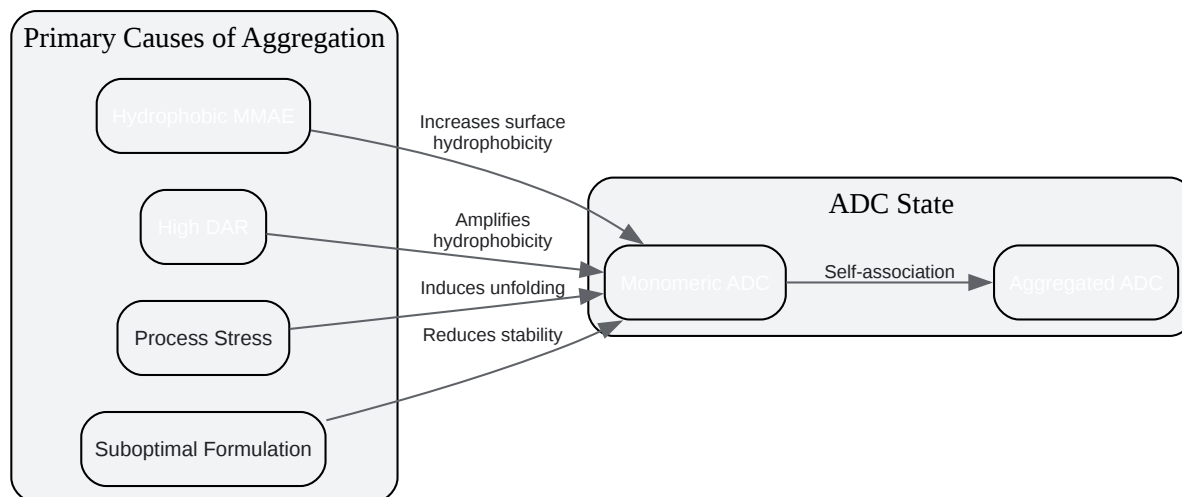 Primary Causes of Aggregation
Hydrophobic MMAE
High DAR
Process Stress
Suboptimal Formulation
Increases surface
hydrophobicity
Amplifies
hydrophobicity
Induces unfolding
Reduces stability
ADC State
Monomeric ADC
Self-association
Aggregated ADC